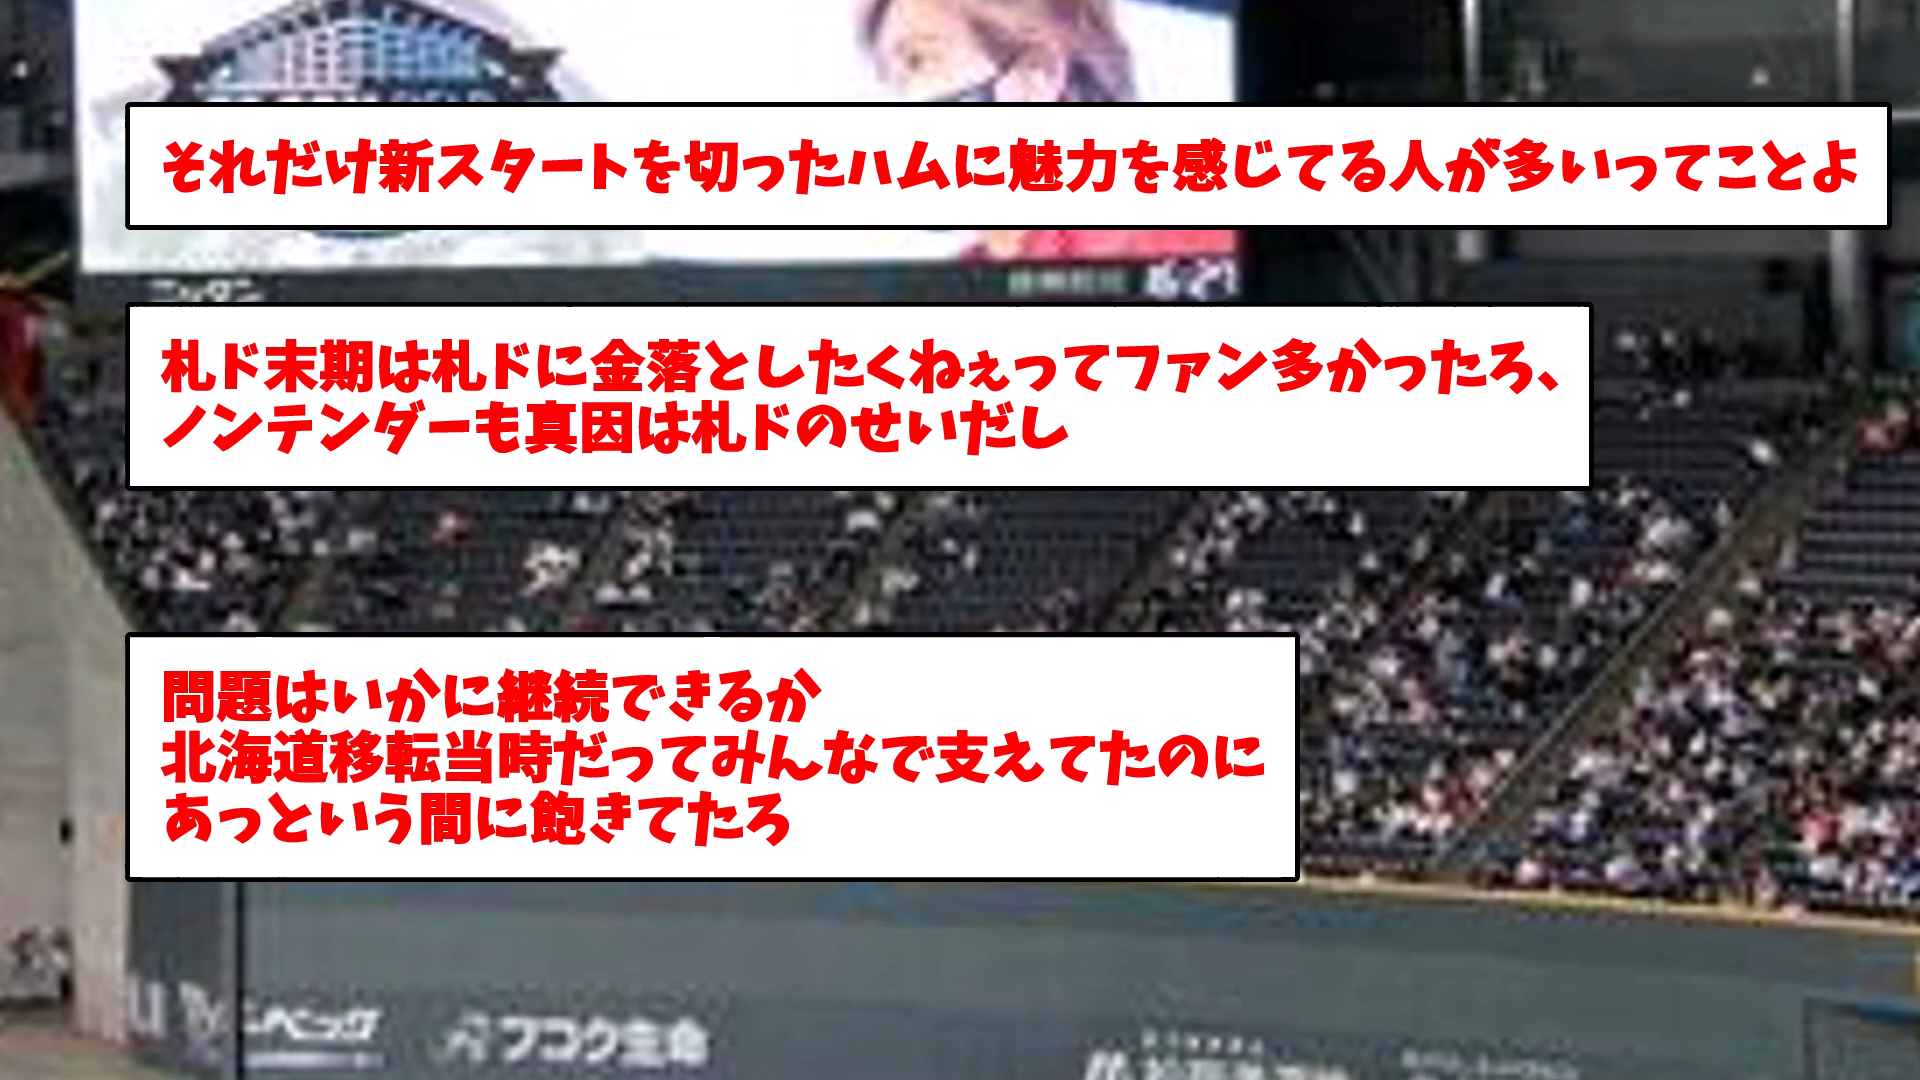 それだけ新スタートを切ったハムに魅力を感じてる人が多いってことよ
ニッタン
6:27
札ド末期は札ドに金落としたくねぇってファン多かったろ、
ノンテンダーも真因は札ドのせいだし
問題はいかに継続できるか
北海道移転当時だってみんなで支えてたのに
あっという間に飽きてたろ
フコク生命